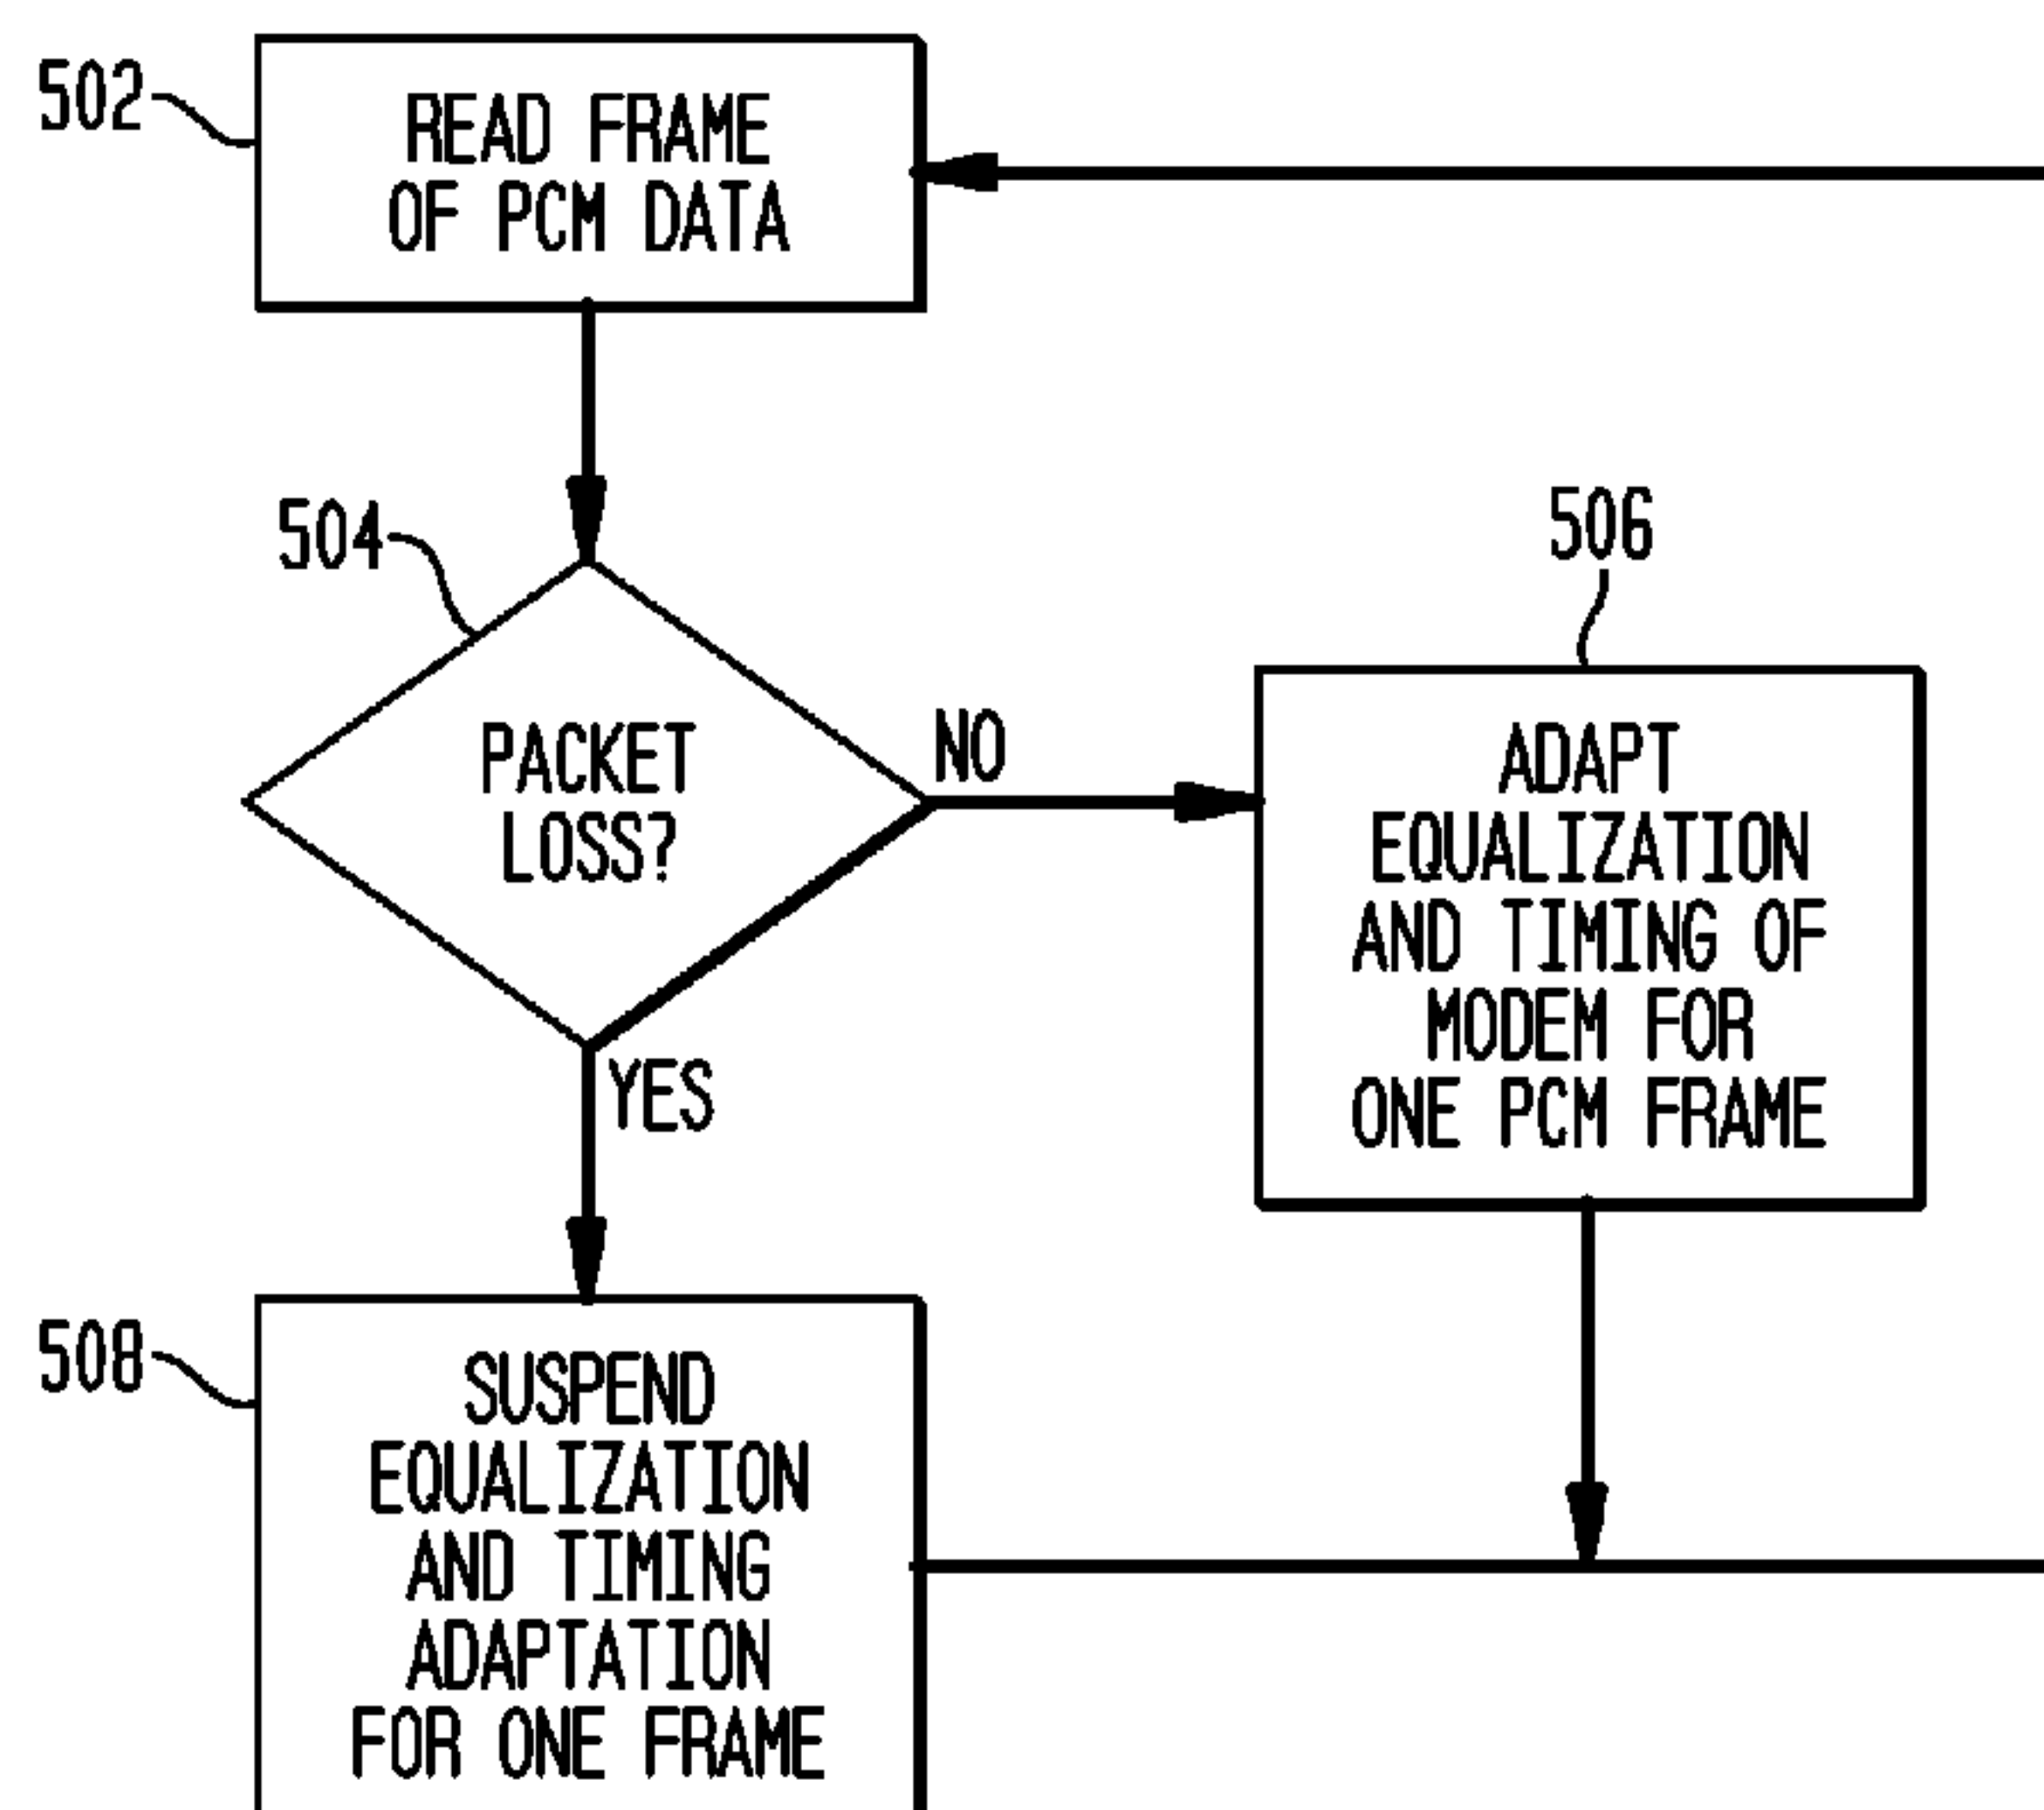 502
READ FRAME
OF PCM DATA
504
PACKET
LOSS?
NO
YES
506
ADAPT
EQUALIZATION
AND TIMING OF
MODEM FOR
ONE PCM FRAME
508
SUSPEND
EQUALIZATION
AND TIMING
ADAPTATION
FOR ONE FRAME